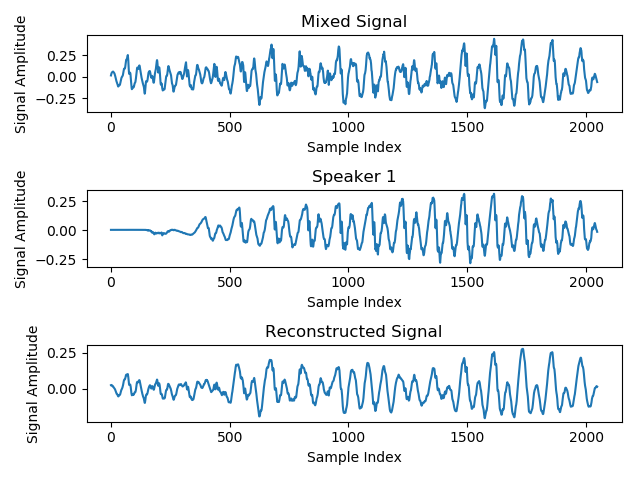 Mixed Signal
Signal Amplitude
0.25
0.00
−0.25
0 500 1000 1500 2000
Sample Index
Speaker 1
Signal Amplitude
0.25
0.00
−0.25
0 500 1000 1500 2000
Sample Index
Reconstructed Signal
Signal Amplitude
0.25
0.00
0 500 1000 1500 2000
Sample Index